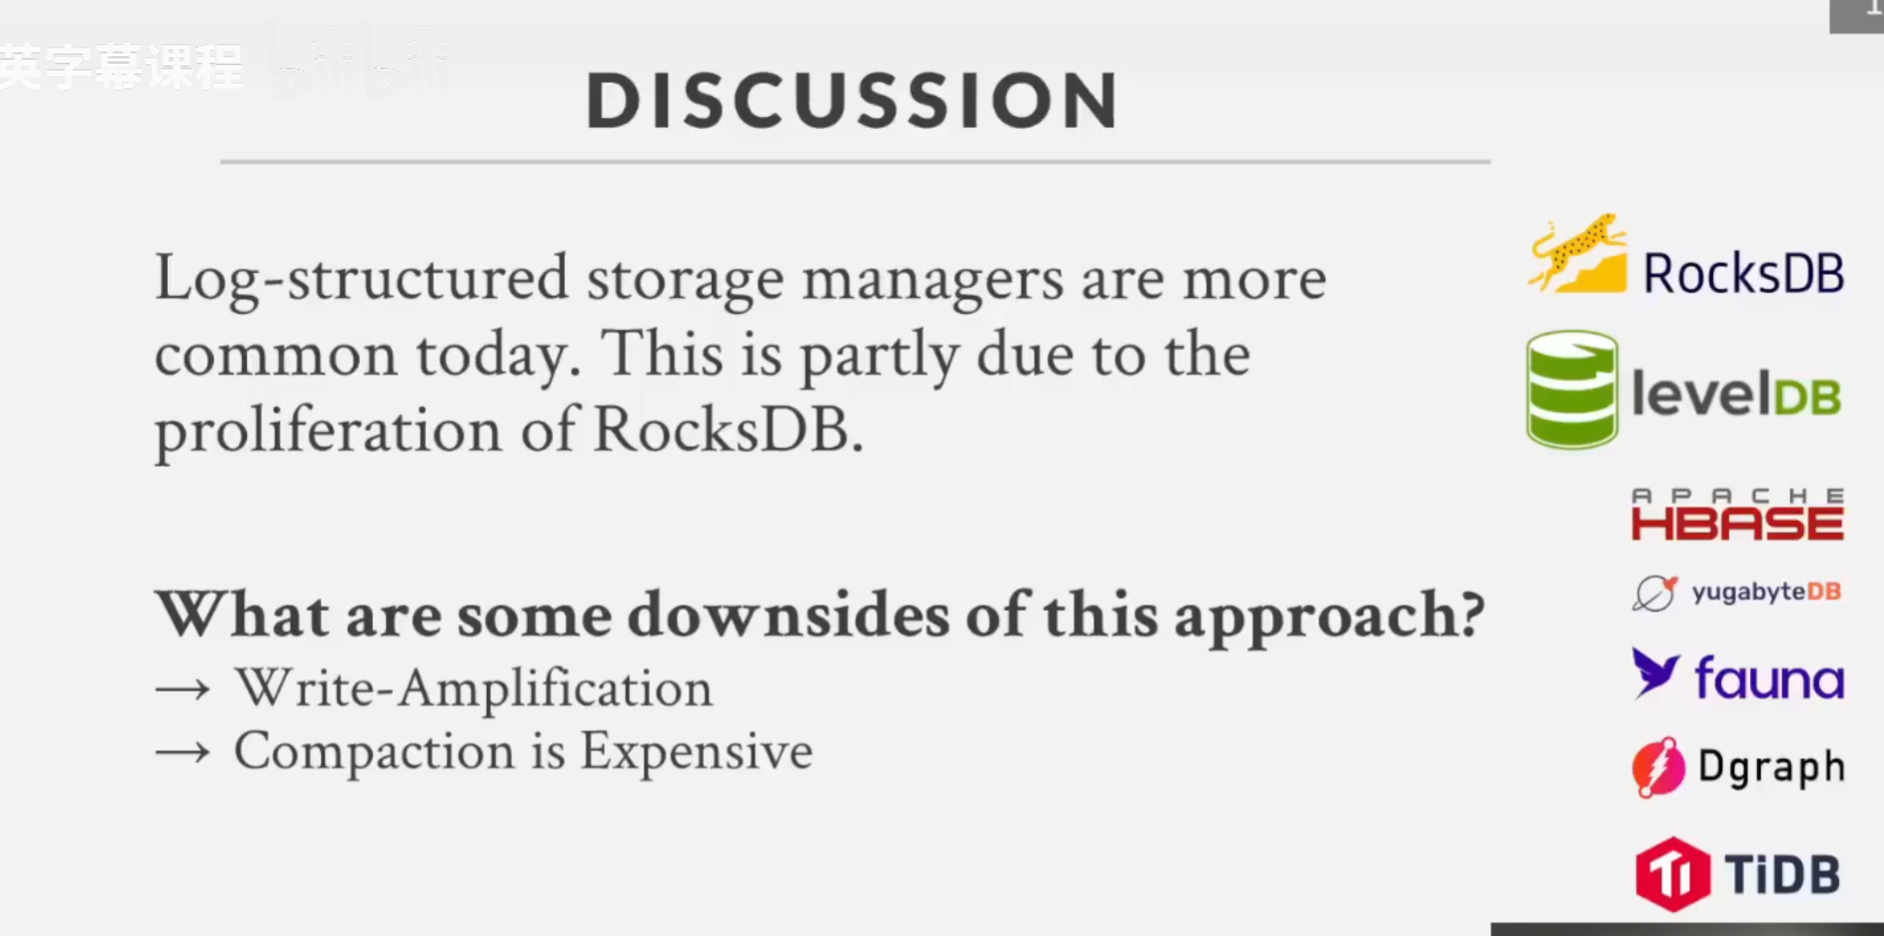 英字幕课程 bilibili
DISCUSSION
Log-structured storage managers are more
common today. This is partly due to the
proliferation of RocksDB.
What are some downsides of this approach?
→ Write-Amplification
→ Compaction is Expensive
RocksDB
levelDB
APACHE
HBASE
yugabyteDB
fauna
Dgraph
TiDB